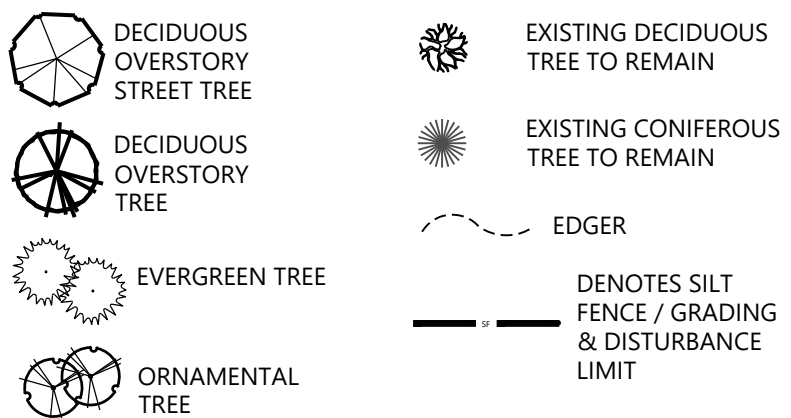 DECIDUOUS
OVERSTORY
STREET TREE
DECIDUOUS
OVERSTORY
TREE
EVERGREEN TREE
ORNAMENTAL
TREE
EXISTING DECIDUOUS
TREE TO REMAIN
EXISTING CONIFEROUS
TREE TO REMAIN
EDGER
SF
DENOTES SILT
FENCE / GRADING
& DISTURBANCE
LIMIT